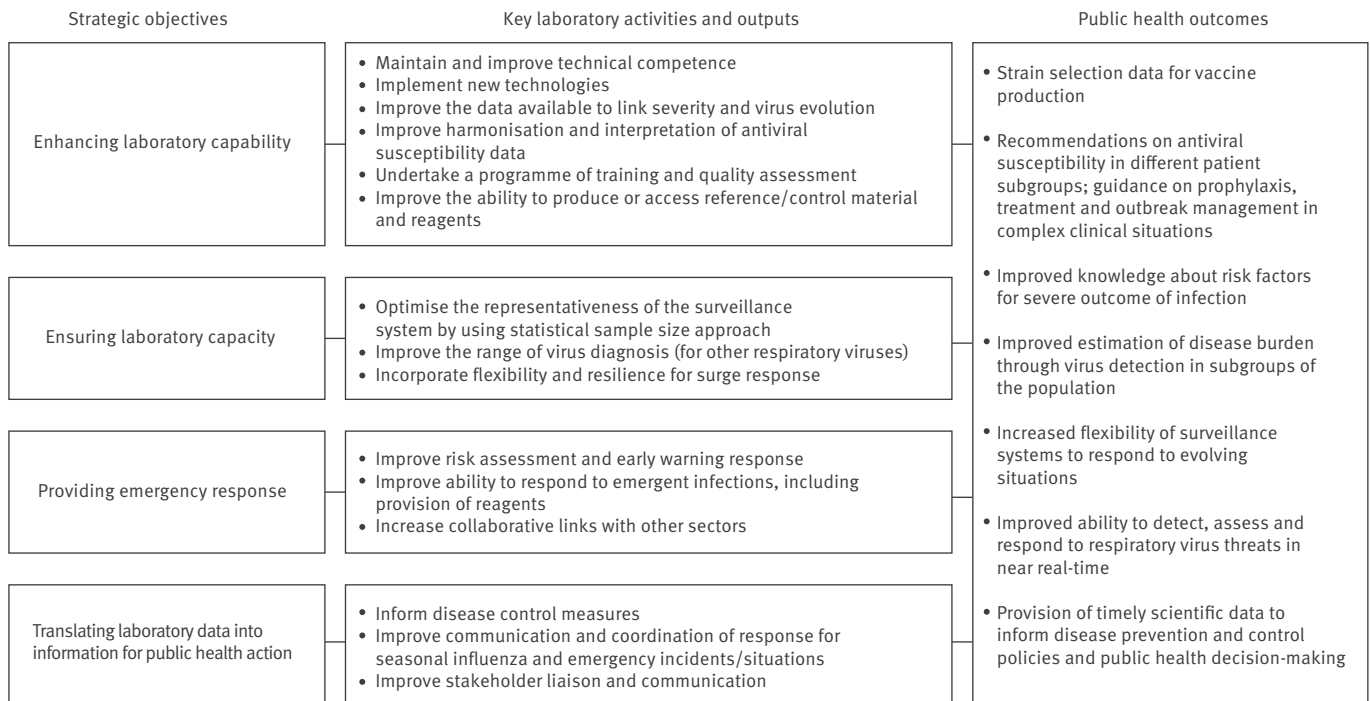 Strategic objectives
Key laboratory activities and outputs
Public health outcomes
Enhancing laboratory capability
• Maintain and improve technical competence
• Implement new technologies
• Improve the data available to link severity and virus evolution
• Improve harmonisation and interpretation of antiviral
susceptibility data
• Undertake a programme of training and quality assessment
• Improve the ability to produce or access reference/control material
and reagents
Ensuring laboratory capacity
• Optimise the representativeness of the surveillance
system by using statistical sample size approach
• Improve the range of virus diagnosis (for other respiratory viruses)
• Incorporate flexibility and resilience for surge response
Providing emergency response
• Improve risk assessment and early warning response
• Improve ability to respond to emergent infections, including
provision of reagents
• Increase collaborative links with other sectors
Translating laboratory data into
information for public health action
• Inform disease control measures
• Improve communication and coordination of response for
seasonal influenza and emergency incidents/situations
• Improve stakeholder liaison and communication
• Strain selection data for vaccine
production
• Recommendations on antiviral
susceptibility in different patient
subgroups; guidance on prophylaxis,
treatment and outbreak management in
complex clinical situations
• Improved knowledge about risk factors
for severe outcome of infection
• Improved estimation of disease burden
through virus detection in subgroups of
the population
• Increased flexibility of surveillance
systems to respond to evolving
situations
• Improved ability to detect, assess and
respond to respiratory virus threats in
near real-time
• Provision of timely scientific data to
inform disease prevention and control
policies and public health decision-making